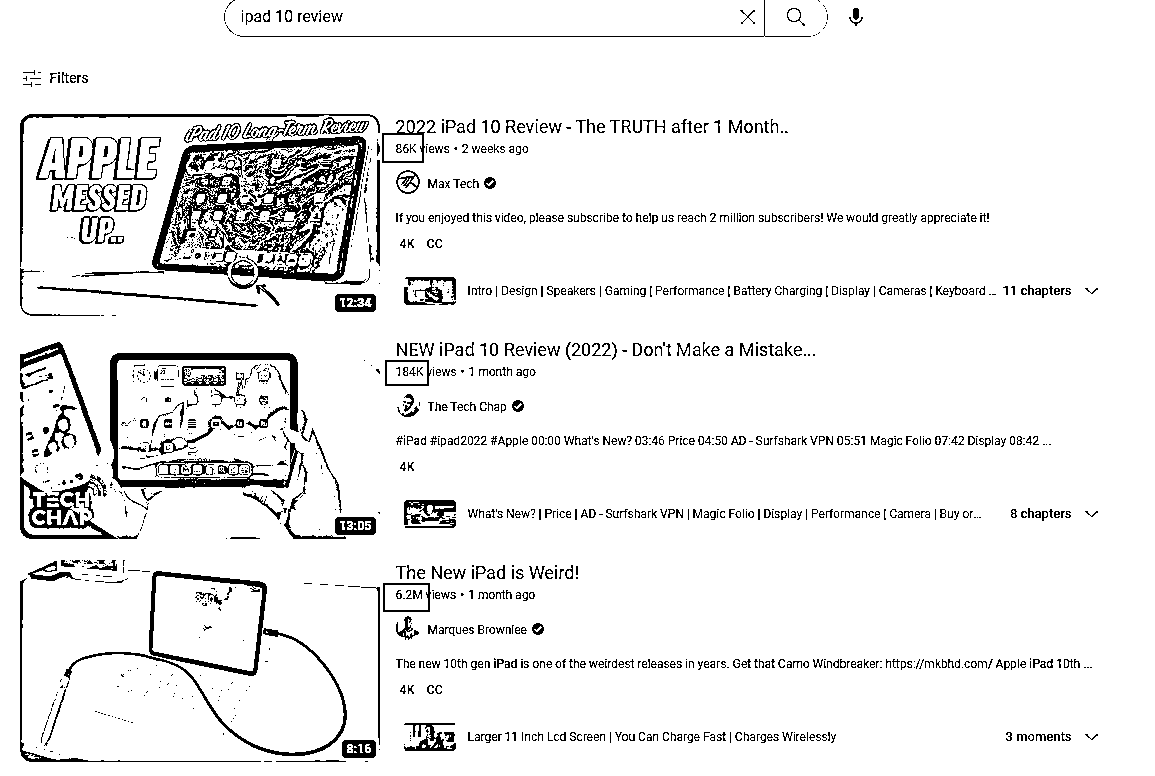 ipad 10 review
Filters
iPad 10 Long-Term Review
APPLE
MESSED
UP..
12:34
2022 iPad 10 Review - The TRUTH after 1 Month..
86K views • 2 weeks ago
Max Tech
If you enjoyed this video, please subscribe to help us reach 2 million subscribers! We would greatly appreciate it!
4K CC
Intro | Design | Speakers | Gaming | Performance | Battery Charging | Display | Cameras | Keyboard ... 11 chapters
TECH
CHAP
13:05
NEW iPad 10 Review (2022) - Don't Make a Mistake...
184K views • 1 month ago
The Tech Chap
#iPad #ipad2022 #Apple 00:00 What's New? 03:46 Price 04:50 AD - Surfshark VPN 05:51 Magic Folio 07:42 Display 08:42 ...
4K
What's New? | Price | AD - Surfshark VPN | Magic Folio | Display | Performance | Camera | Buy or... 8 chapters
8:16
The New iPad is Weird!
6.2M views • 1 month ago
Marques Brownlee
The new 10th gen iPad is one of the weirdest releases in years. Get that Camo Windbreaker: https://mkbhd.com/ Apple iPad 10th ...
4K CC
Larger 11 Inch Lcd Screen | You Can Charge Fast | Charges Wirelessly 3 moments